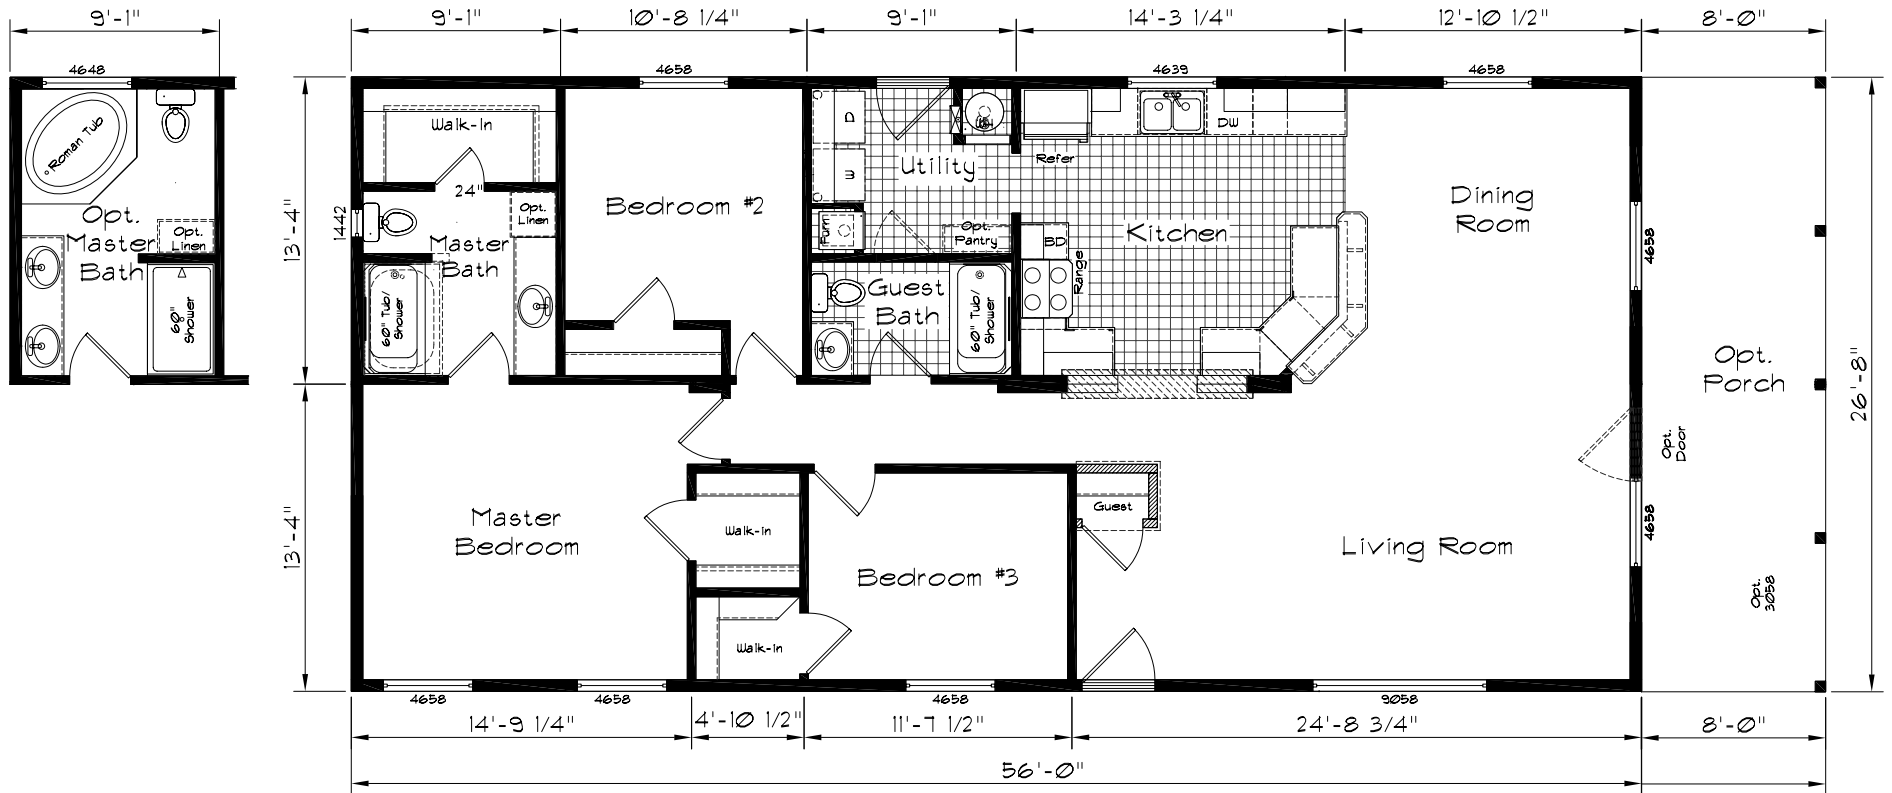 9'-1" 9'-1" 10'-8 1/4" 9'-1" 14'-3 1/4" 12'-10 1/2" 8'-0"
4648 4658 4639 4658
Roman Tub
Opt.
Master
Bath
Opt.
Linen
60"
Shower
13'-4"
13'-4"
1442
Walk-In
24"
Opt.
Linen
Master
Bath
60" Tub/
Shower
Bedroom #2
D
W
Utility
Furn
Opt.
Pantry
Guest
Bath
60" Tub/
Shower
Refer
DW
Kitchen
BD
Range
Dining
Room
4658
Opt.
Porch
26'-8"
Opt.
Door
4658
Opt.
3058
Master
Bedroom
Walk-in
Walk-in
Bedroom #3
Guest
Living Room
4658 4658 4658 9058
14'-9 1/4" 4'-10 1/2" 11'-7 1/2" 24'-8 3/4" 8'-0"
56'-0"